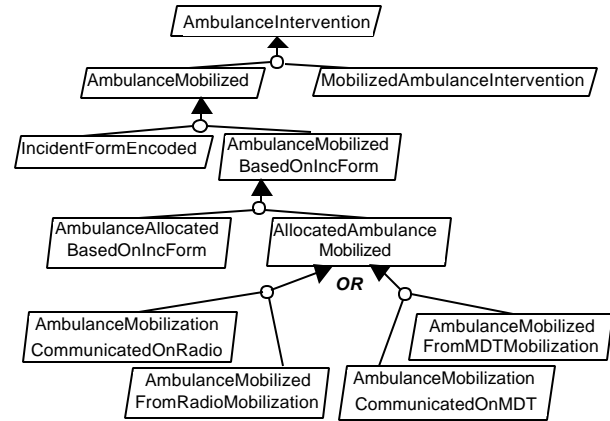 AmbulanceIntervention
AmbulanceMobilized
MobilizedAmbulanceIntervention
IncidentFormEncoded
AmbulanceMobilized
BasedOnIncForm
AmbulanceAllocated
BasedOnIncForm
AllocatedAmbulance
Mobilized
OR
AmbulanceMobilization
CommunicatedOnRadio
AmbulanceMobilized
FromMDTMobilization
AmbulanceMobilized
FromRadioMobilization
AmbulanceMobilization
CommunicatedOnMDT